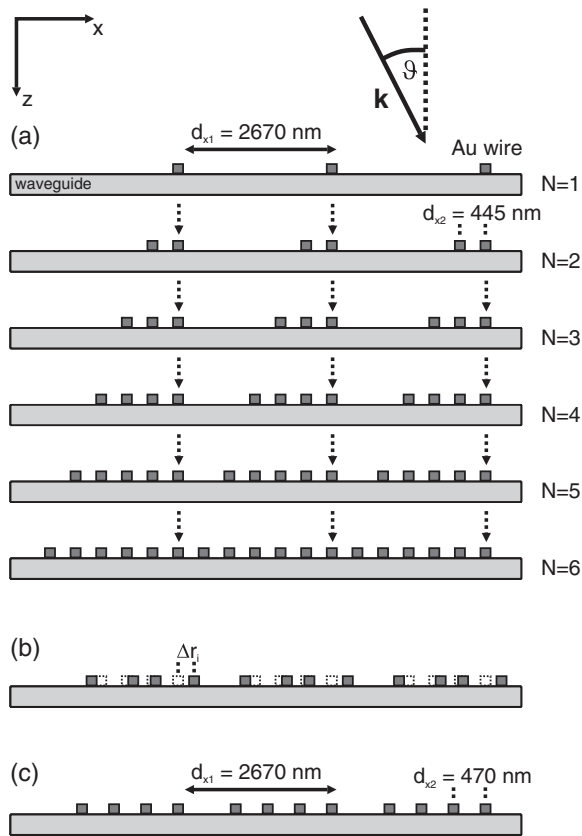 x
z
ϑ
k
(a)
d_x1 = 2670 nm
Au wire
waveguide
N=1
d_x2 = 445 nm
N=2
N=3
N=4
N=5
N=6
(b)
Δr_i
(c)
d_x1 = 2670 nm
d_x2 = 470 nm